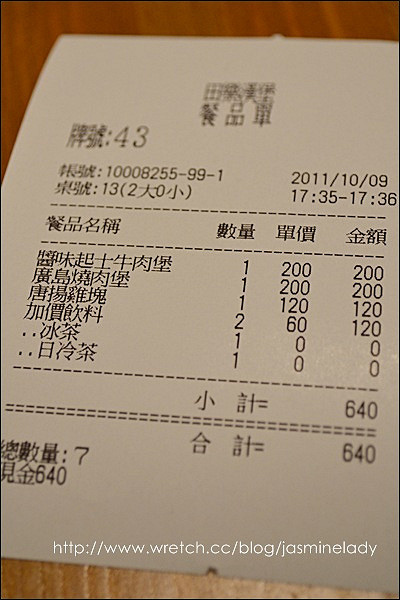 田樂漢堡
餐品單
牌號:43
帳號:10008255-99-1 2011/10/09
桌號:13(2大0小) 17:35-17:36
餐品名稱 數量 單價 金額
醬味起士牛肉堡 1 200 200
廣島燒肉堡 1 200 200
唐揚雞塊 1 120 120
加價飲料 2 60 120
..冰茶 1 0 0
..日冷茶 1 0 0
小 計= 640
合 計= 640
總數量:7
現金640
http://www.wretch.cc/blog/jasminelady